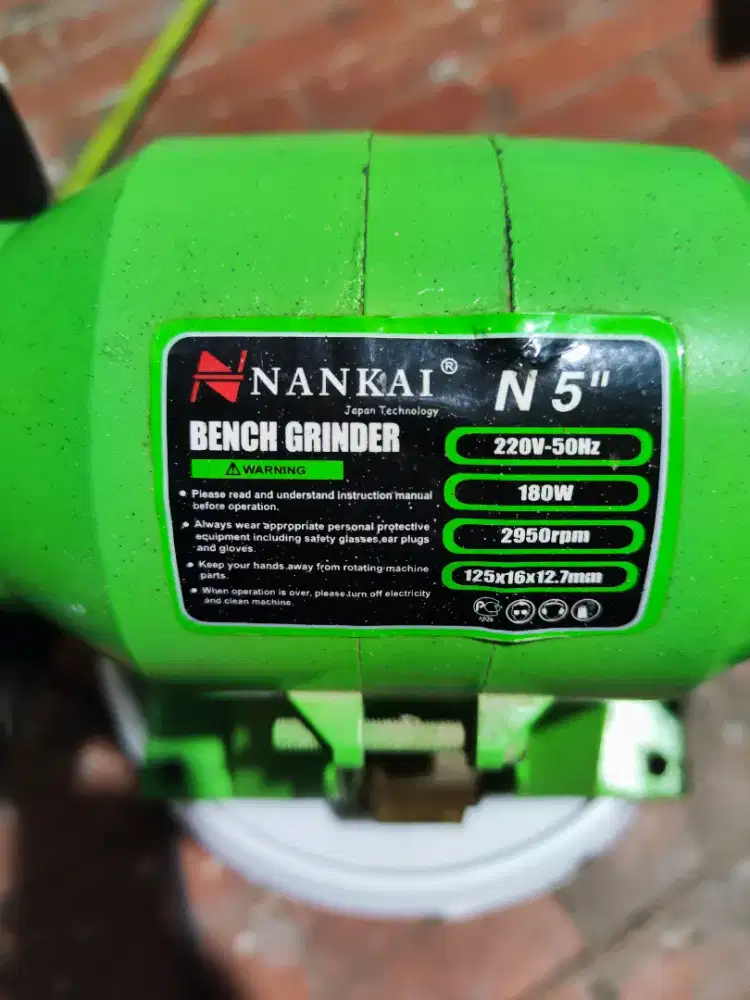 NANKAI®
Japan Technology
N 5"
BENCH GRINDER
WARNING
• Please read and understand instruction manual
before operation.
• Always wear appropriate personal protective
equipment including safety glasses,ear plugs
and gloves.
• Keep your hands away from rotating machine
parts.
• When operation is over, please turn off electricity
and clean machine.
220V-50Hz
180W
2950rpm
125x16x12.7mm